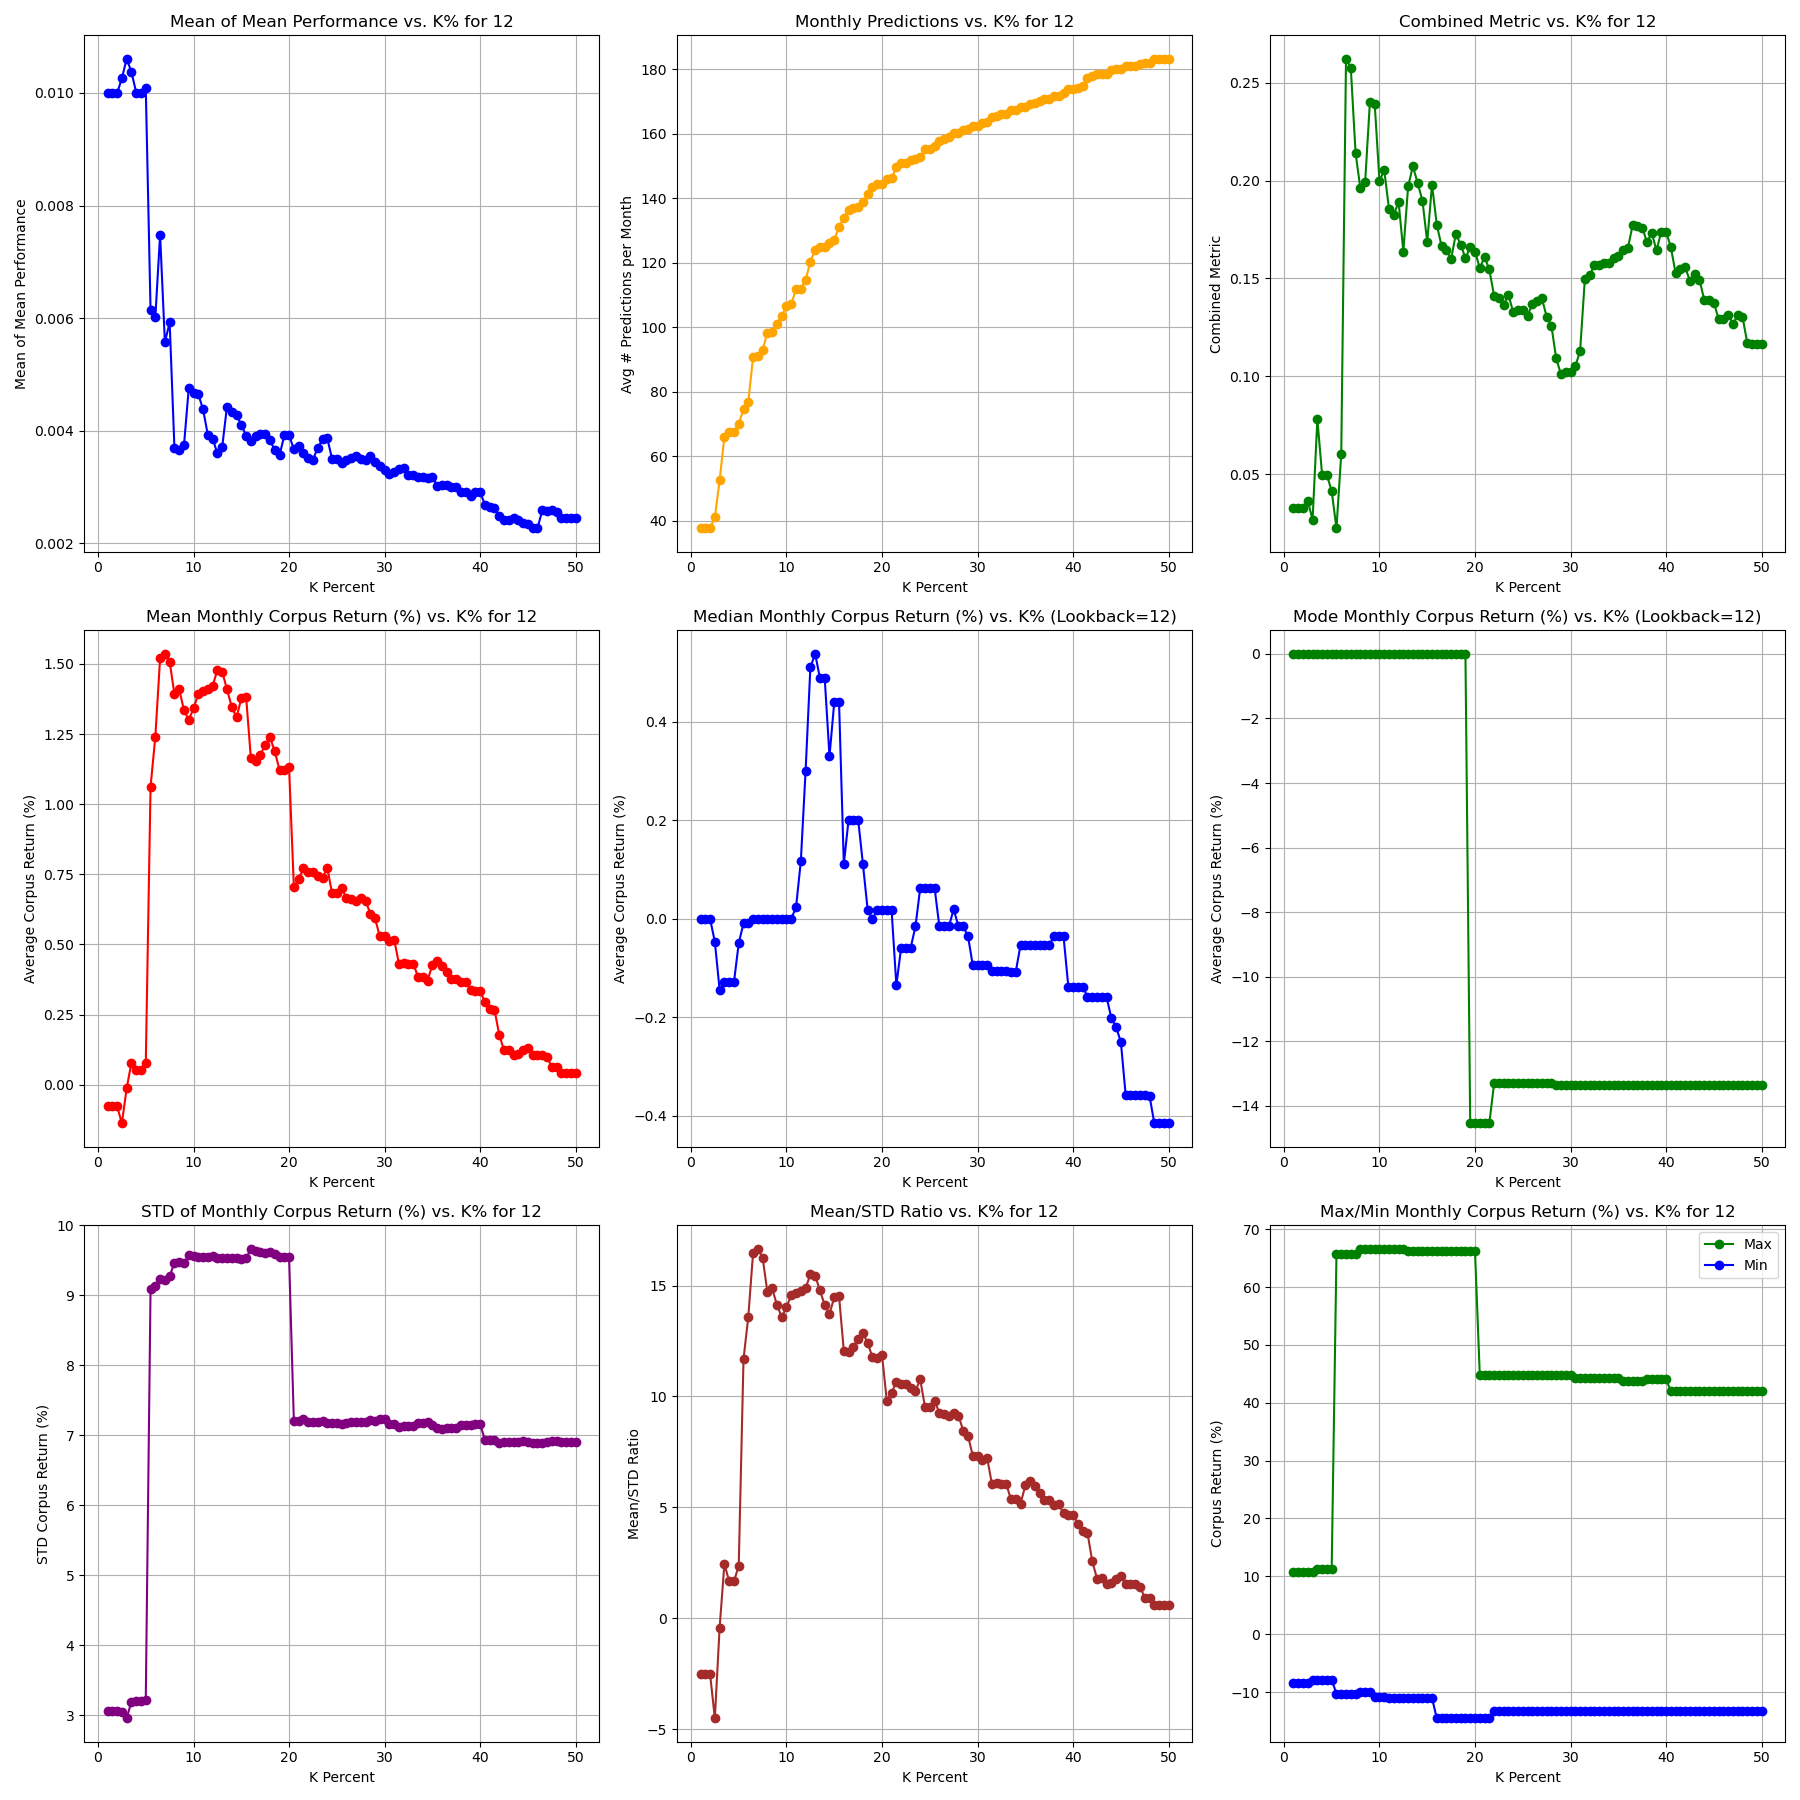 Mean of Mean Performance vs. K% for 12
Mean of Mean Performance
0.010
0.008
0.006
0.004
0.002
0 10 20 30 40 50
K Percent
Monthly Predictions vs. K% for 12
Avg # Predictions per Month
180
160
140
120
100
80
60
40
0 10 20 30 40 50
K Percent
Combined Metric vs. K% for 12
Combined Metric
0.25
0.20
0.15
0.10
0.05
0 10 20 30 40 50
K Percent
Mean Monthly Corpus Return (%) vs. K% for 12
Average Corpus Return (%)
1.50
1.25
1.00
0.75
0.50
0.25
0.00
0 10 20 30 40 50
K Percent
Median Monthly Corpus Return (%) vs. K% (Lookback=12)
Average Corpus Return (%)
0.4
0.2
0.0
−0.2
−0.4
0 10 20 30 40 50
K Percent
Mode Monthly Corpus Return (%) vs. K% (Lookback=12)
Average Corpus Return (%)
0
−2
−4
−6
−8
−10
−12
−14
0 10 20 30 40 50
K Percent
STD of Monthly Corpus Return (%) vs. K% for 12
STD Corpus Return (%)
10
9
8
7
6
5
4
3
0 10 20 30 40 50
K Percent
Mean/STD Ratio vs. K% for 12
Mean/STD Ratio
15
10
5
0
−5
0 10 20 30 40 50
K Percent
Max/Min Monthly Corpus Return (%) vs. K% for 12
Corpus Return (%)
70
60
50
40
30
20
10
0
−10
Max
Min
0 10 20 30 40 50
K Percent